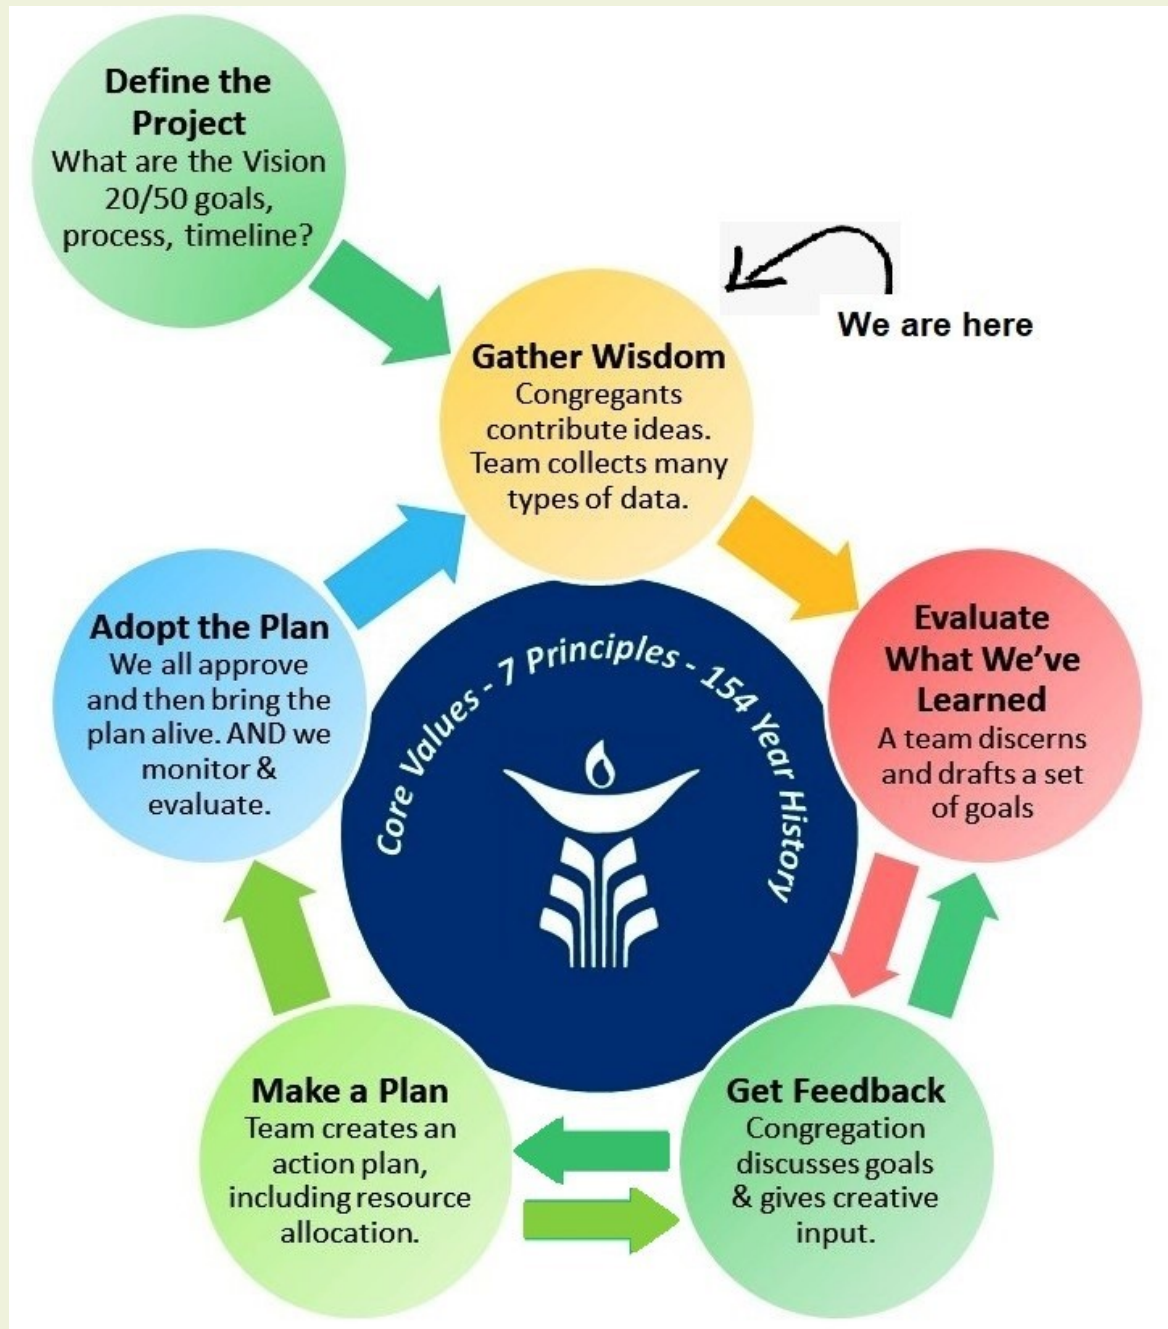 Define the
Project
What are the Vision
20/50 goals,
process, timeline?
We are here
Gather Wisdom
Congregants
contribute ideas.
Team collects many
types of data.
Evaluate
What We've
Learned
A team discerns
and drafts a set
of goals
Get Feedback
Congregation
discusses goals
& gives creative
input.
Make a Plan
Team creates an
action plan,
including resource
allocation.
Adopt the Plan
We all approve
and then bring the
plan alive. AND we
monitor &
evaluate.
Core Values - 7 Principles - 154 Year History